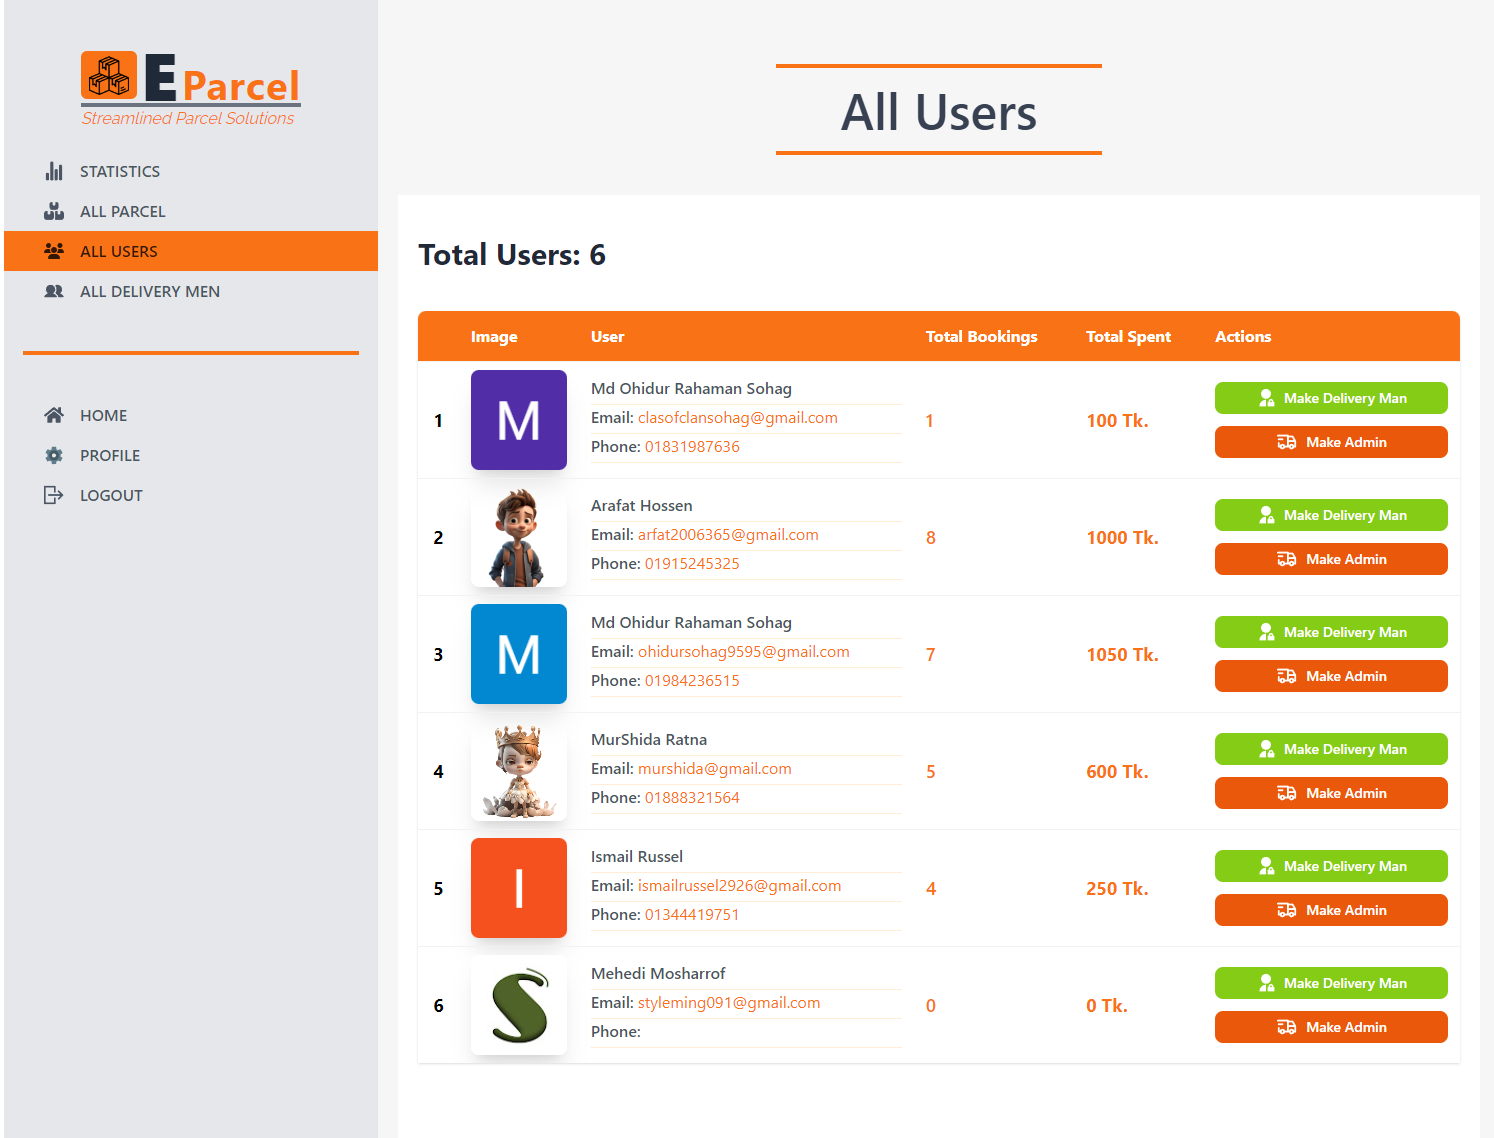 E Parcel
Streamlined Parcel Solutions
STATISTICS
ALL PARCEL
ALL USERS
ALL DELIVERY MEN
HOME
PROFILE
LOGOUT
All Users
Total Users: 6
Image User Total Bookings Total Spent Actions
1 M Md Ohidur Rahaman Sohag
Email: clasofclansohag@gmail.com
Phone: 01831987636
1 100 Tk.
Make Delivery Man
Make Admin
2 Arafat Hossen
Email: arfat2006365@gmail.com
Phone: 01915245325
8 1000 Tk.
Make Delivery Man
Make Admin
3 M Md Ohidur Rahaman Sohag
Email: ohidursohag9595@gmail.com
Phone: 01984236515
7 1050 Tk.
Make Delivery Man
Make Admin
4 MurShida Ratna
Email: murshida@gmail.com
Phone: 01888321564
5 600 Tk.
Make Delivery Man
Make Admin
5 I Ismail Russel
Email: ismailrussel2926@gmail.com
Phone: 01344419751
4 250 Tk.
Make Delivery Man
Make Admin
6 S Mehedi Mosharrof
Email: styleming091@gmail.com
Phone:
0 0 Tk.
Make Delivery Man
Make Admin